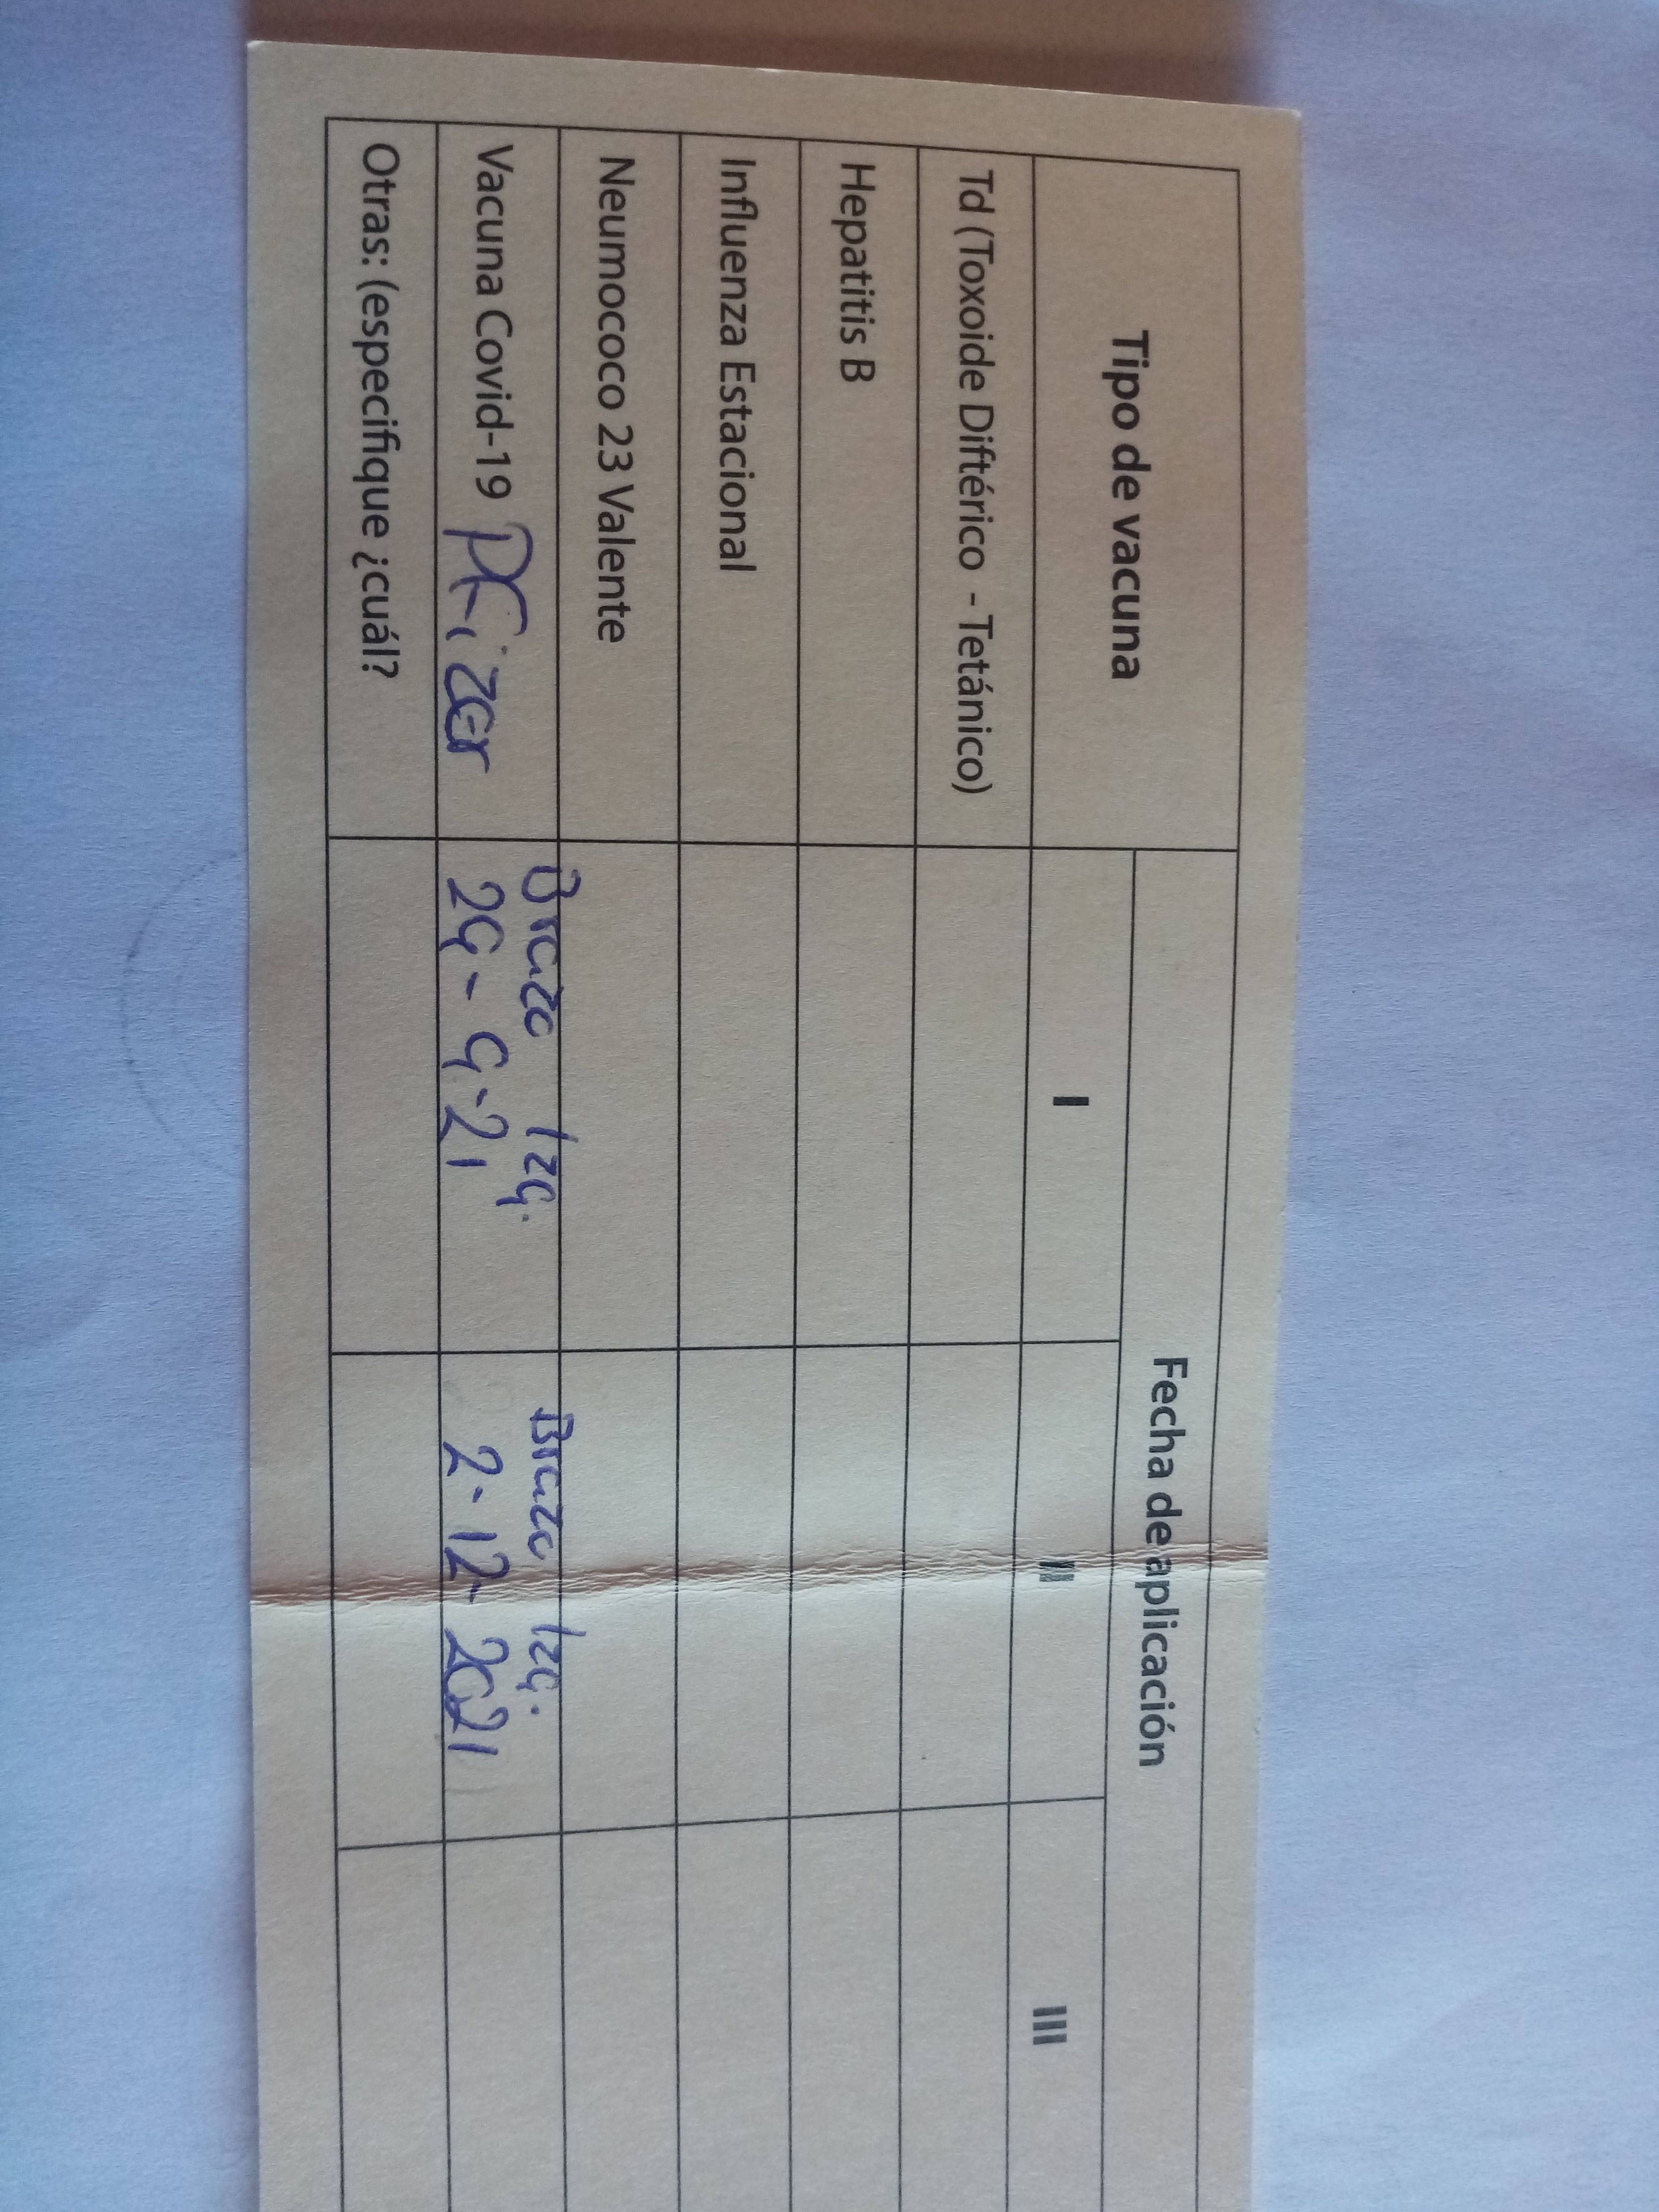 Tipo de vacuna
Fecha de aplicación
I II III
Td (Toxoide Diftérico - Tetánico)
Hepatitis B
Influenza Estacional
Neumococo 23 Valente
Vacuna Covid-19 Pfizer
Brazo Izq.
29-9-21
Brazo Izq.
2-12-2021
Otras: (especifique ¿cuál?